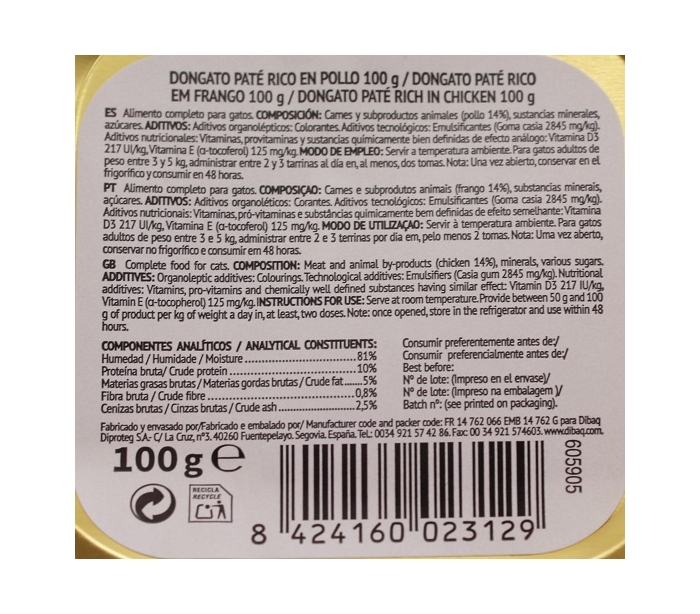 DONGATO PATÉ RICO EN POLLO 100 g / DONGATO PATÉ RICO
EM FRANGO 100 g / DONGATO PATÉ RICH IN CHICKEN 100 g
ES Alimento completo para gatos. COMPOSICIÓN: Carnes y subproductos animales (pollo 14%), sustancias minerales,
azúcares. ADITIVOS: Aditivos organolépticos: Colorantes. Aditivos tecnológicos: Emulsificantes (Goma casia 2845 mg/kg).
Aditivos nutricionales: Vitaminas, provitaminas y sustancias químicamente bien definidas de efecto análogo: Vitamina D3
217 UI/kg, Vitamina E (α-tocoferol) 125 mg/kg. MODO DE EMPLEO: Servir a temperatura ambiente. Para gatos adultos de
peso entre 3 y 5 kg, administrar entre 2 y 3 tarrinas al día en, al menos, dos tomas. Nota: Una vez abierto, conservar en el
frigorífico y consumir en 48 horas.
PT Alimento completo para gatos. COMPOSIÇAO: Carnes e subprodutos animais (frango 14%), substancias minerais,
açúcares. ADITIVOS: Aditivos organoléticos: Corantes. Aditivos tecnológicos: Emulsificantes (Goma casia 2845 mg/kg).
Aditivos nutricionais: Vitaminas, pró-vitaminas e substâncias quimicamente bem definidas de efeito semelhante: Vitamina
D3 217 UI/kg, Vitamina E (α-tocoferol) 125 mg/kg. MODO DE UTILIZAÇAO: Servir à temperatura ambiente. Para gatos
adultos de peso entre 3 e 5 kg, administrar entre 2 e 3 terrinas por dia em, pelo menos 2 tomas. Nota: Uma vez aberto,
conservar no frigorífico e consumir em 48 horas.
GB Complete food for cats. COMPOSITION: Meat and animal by-products (chicken 14%), minerals, various sugars.
ADDITIVES: Organoleptic additives: Colourings. Technological additives: Emulsifiers (Casia gum 2845 mg/kg). Nutritional
additives: Vitamins, pro-vitamins and chemically well defined substances having similar effect: Vitamin D3 217 IU/kg,
Vitamin E (α-tocopherol) 125 mg/kg. INSTRUCTIONS FOR USE: Serve at room temperature. Provide between 50 g and 100
g of product per kg of weight a day in, at least, two doses. Note: once opened, store in the refrigerator and use within 48
hours.
COMPONENTES ANALÍTICOS / ANALYTICAL CONSTITUENTS:
Humedad / Humidade / Moisture ........................ 81%
Proteína bruta/ Crude protein ........................ 10%
Materias grasas brutas / Materias gordas brutas / Crude fat ...... 5%
Fibra bruta / Crude fibre ........................ 0,8%
Cenizas brutas / Cinzas brutas / Crude ash ............... 2,5%
Consumir preferentemente antes de:/
Consumir preferencialmente antes de:/
Best before:
Nº de lote: (Impreso en el envase)/
Nº de lote: (Impreso na embalagem )/
Batch nº: (see printed on packaging).
Fabricado y envasado por/Fabricado e embalado por/ Manufacturer code and packer code: FR 14 762 066 EMB 14 762 G para Dibaq
Diproteg S.A- C/ La Cruz, nº3. 40260 Fuentepelayo. Segovia. España. Tel.: 0034 921 57 42 86. Fax: 00 34 921 574603. www.dibaq.com.
100 g e
RECICLA
RECYCLE
605905
8 424160 023129